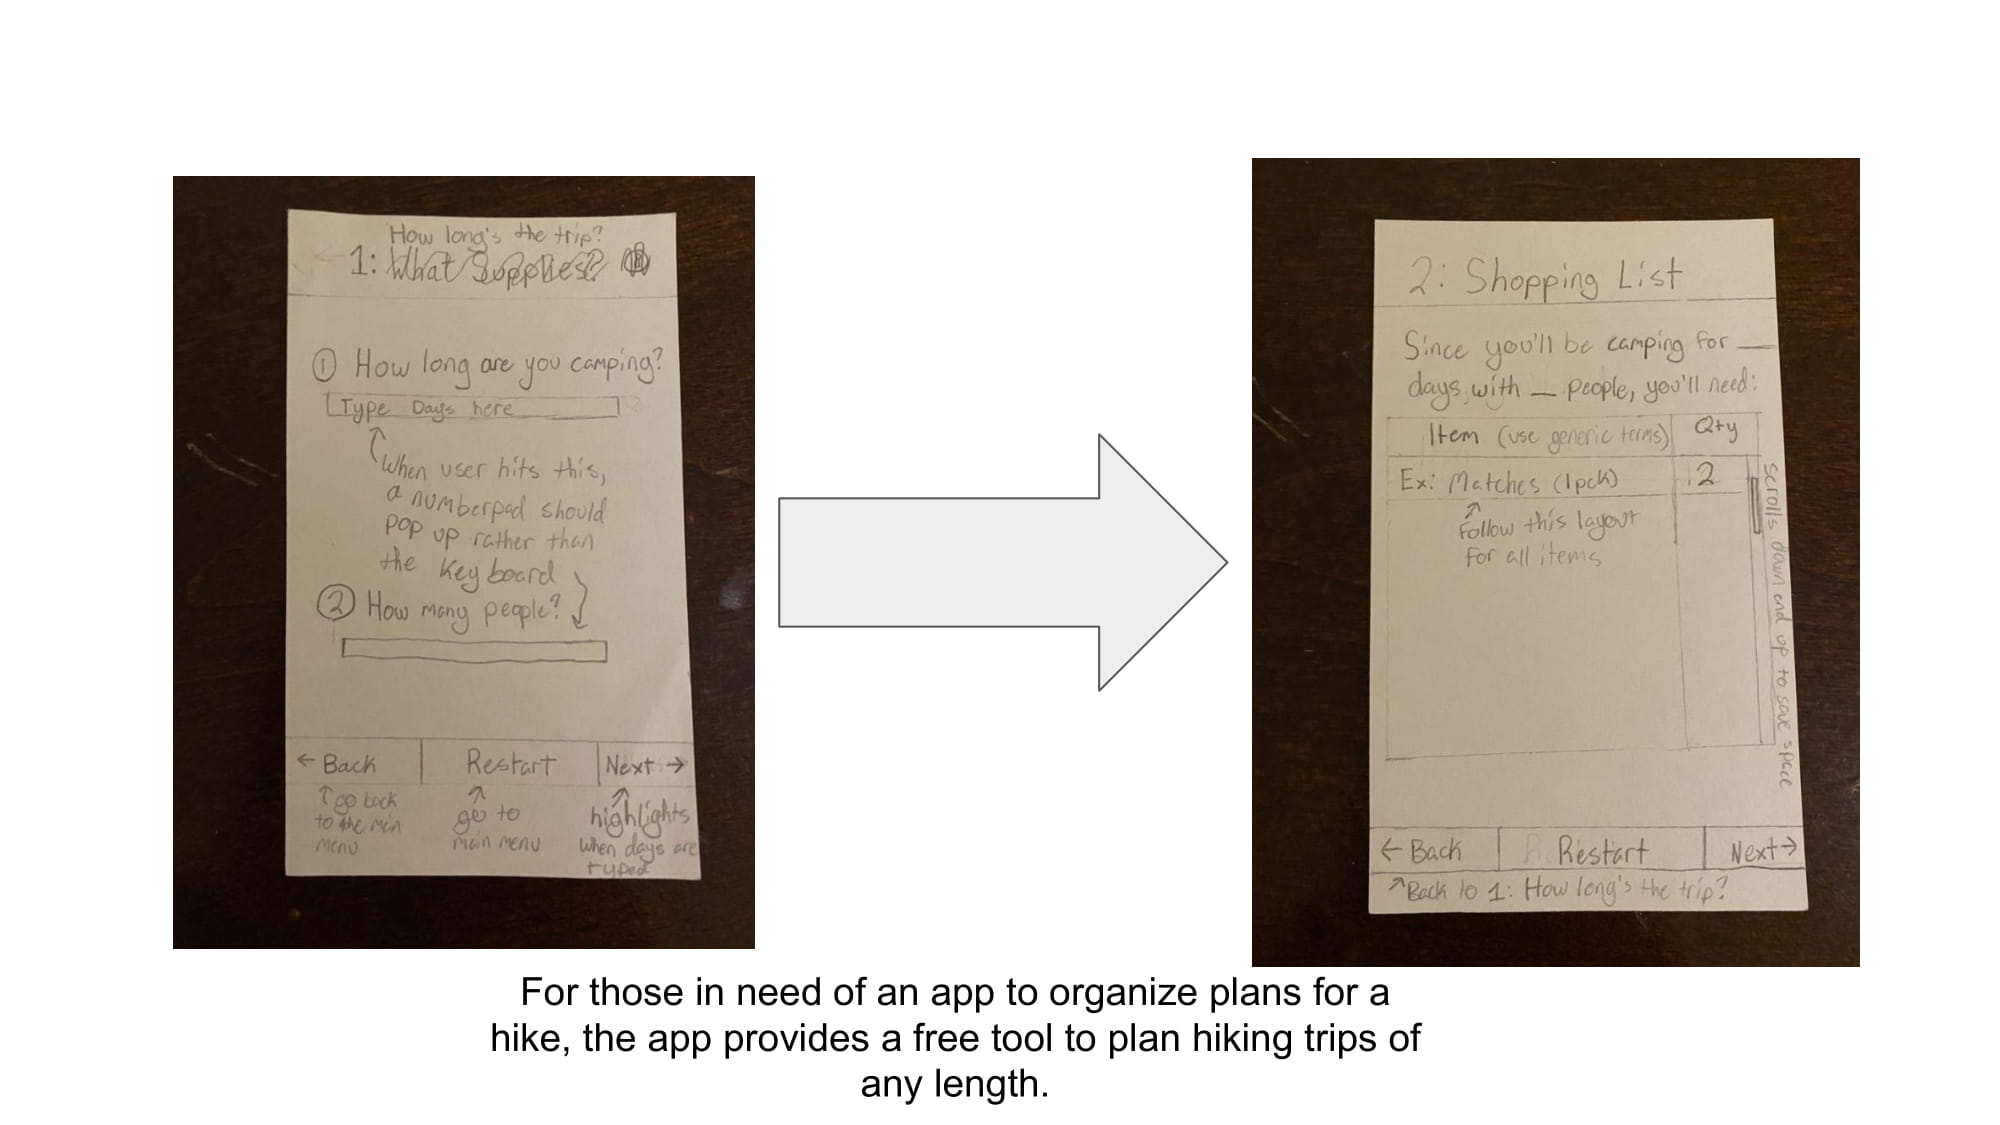 How long's the trip?
1: What Supplies?
① How long are you camping?
Type Days here
When user hits this,
a numberpad should
pop up rather than
the keyboard
② How many people?
← Back
Restart
Next →
go back
to the main
menu
go to
main menu
highlights
when days are
typed
2: Shopping List
Since you'll be camping for __
days with _ people, you'll need:
Item (use generic terms)
Qty
Ex: Matches (1pck)
2
Follow this layout
for all items
Scrolls down end up to save space
← Back
Restart
Next→
Back to 1: How long's the trip?
For those in need of an app to organize plans for a
hike, the app provides a free tool to plan hiking trips of
any length.